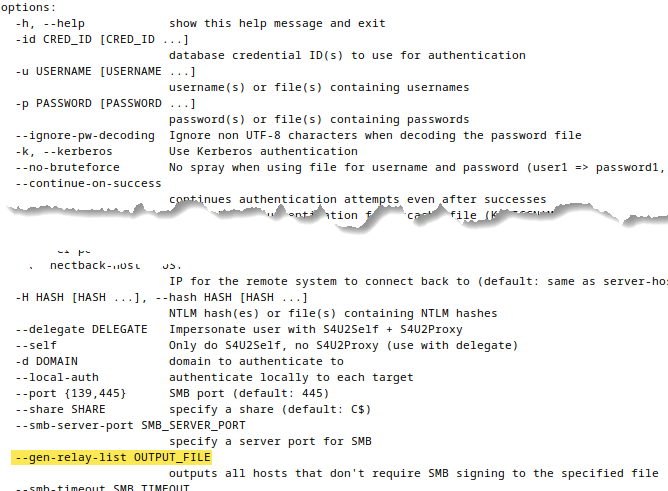 options:
-h, --help show this help message and exit
-id CRED_ID [CRED_ID ...]
database credential ID(s) to use for authentication
-u USERNAME [USERNAME ...]
username(s) or file(s) containing usernames
-p PASSWORD [PASSWORD ...]
password(s) or file(s) containing passwords
--ignore-pw-decoding Ignore non UTF-8 characters when decoding the password file
-k, --kerberos Use Kerberos authentication
--no-bruteforce No spray when using file for username and password (user1 => password1,
--continue-on-success
continues authentication attempts even after successes
file
IP for the remote system to connect back to (default: same as server-hos
-H HASH [HASH ...], --hash HASH [HASH ...]
NTLM hash(es) or file(s) containing NTLM hashes
--delegate DELEGATE Impersonate user with S4U2Self + S4U2Proxy
--self Only do S4U2Self, no S4U2Proxy (use with delegate)
-d DOMAIN domain to authenticate to
--local-auth authenticate locally to each target
--port {139,445} SMB port (default: 445)
--share SHARE specify a share (default: C$)
--smb-server-port SMB_SERVER_PORT
specify a server port for SMB
--gen-relay-list OUTPUT_FILE
outputs all hosts that don't require SMB signing to the specified file
--smb-timeout SMB_TIMEOUT